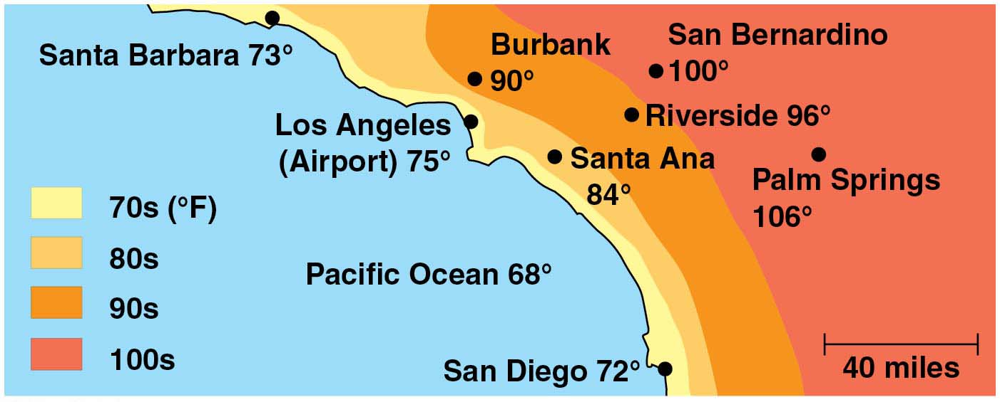 Santa Barbara 73°
Burbank
90°
San Bernardino
100°
Los Angeles
(Airport) 75°
Riverside 96°
Santa Ana
84°
Palm Springs
106°
70s (°F)
80s
90s
100s
Pacific Ocean 68°
San Diego 72°
40 miles